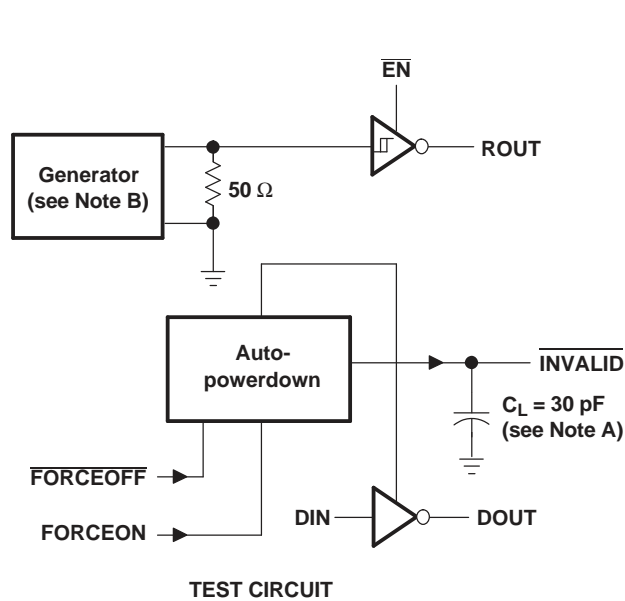 EN
Generator
(see Note B)
50 Ω
ROUT
Auto-
powerdown
INVALID
CL = 30 pF
(see Note A)
FORCEOFF
FORCEON
DIN
DOUT
TEST CIRCUIT